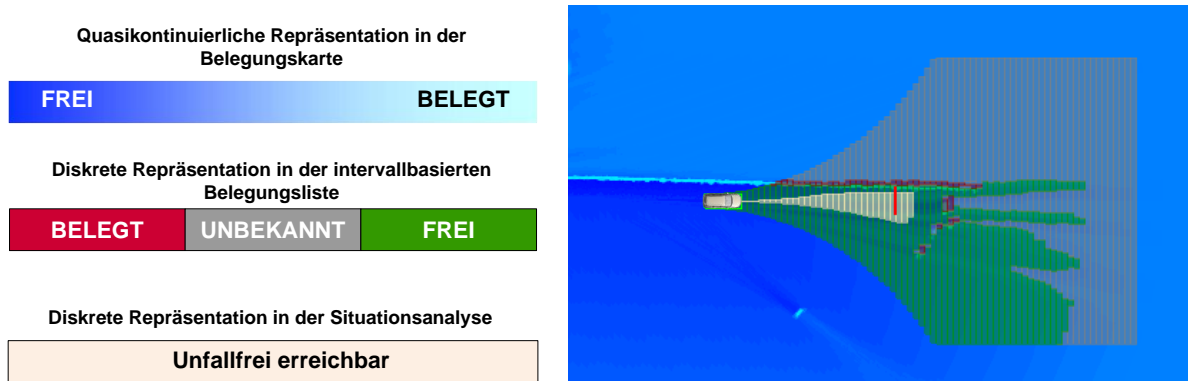 Quasikontinuierliche Repräsentation in der
Belegungskarte
FREI BELEGT
Diskrete Repräsentation in der intervallbasierten
Belegungsliste
BELEGT UNBEKANNT FREI
Diskrete Repräsentation in der Situationsanalyse
Unfallfrei erreichbar